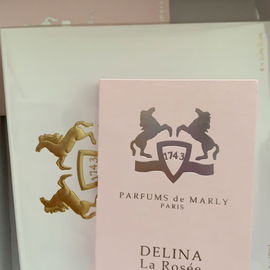 1743
PARFUMS de MARLY
PARIS
DELINA
La Rosée